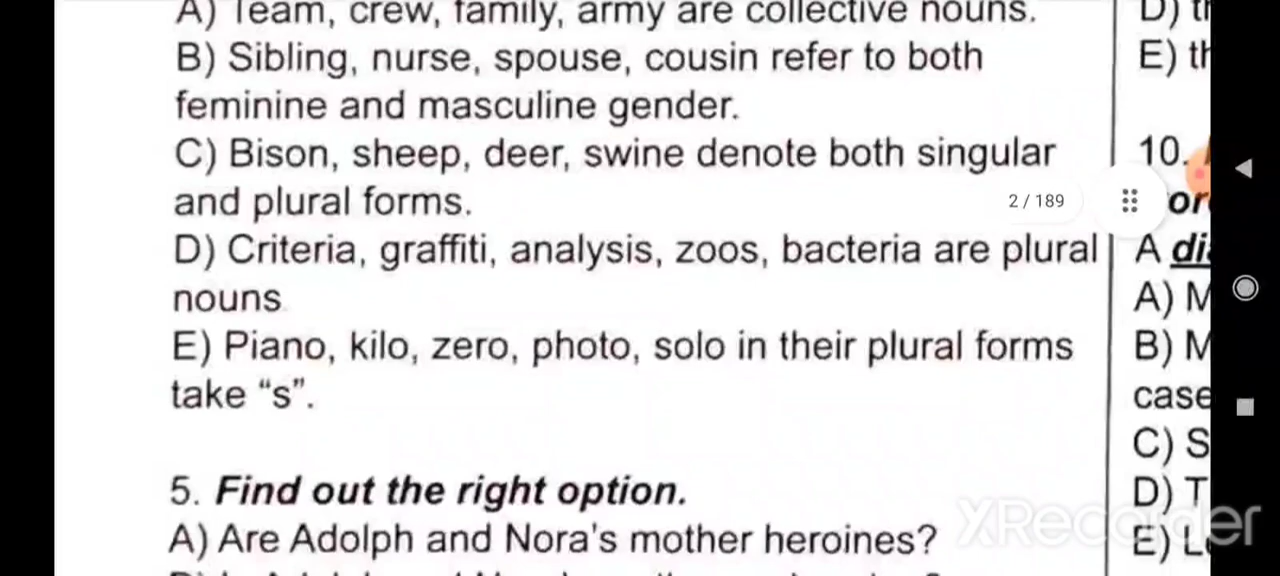 A) Team, crew, family, army are collective nouns.
B) Sibling, nurse, spouse, cousin refer to both
feminine and masculine gender.
C) Bison, sheep, deer, swine denote both singular
and plural forms.
D) Criteria, graffiti, analysis, zoos, bacteria are plural
nouns
E) Piano, kilo, zero, photo, solo in their plural forms
take “s”.
5. Find out the right option.
A) Are Adolph and Nora's mother heroines?
2 / 189
D)
E)
10.
A
A) M
B) M
case
C) S
D) T
E)
XRecorder